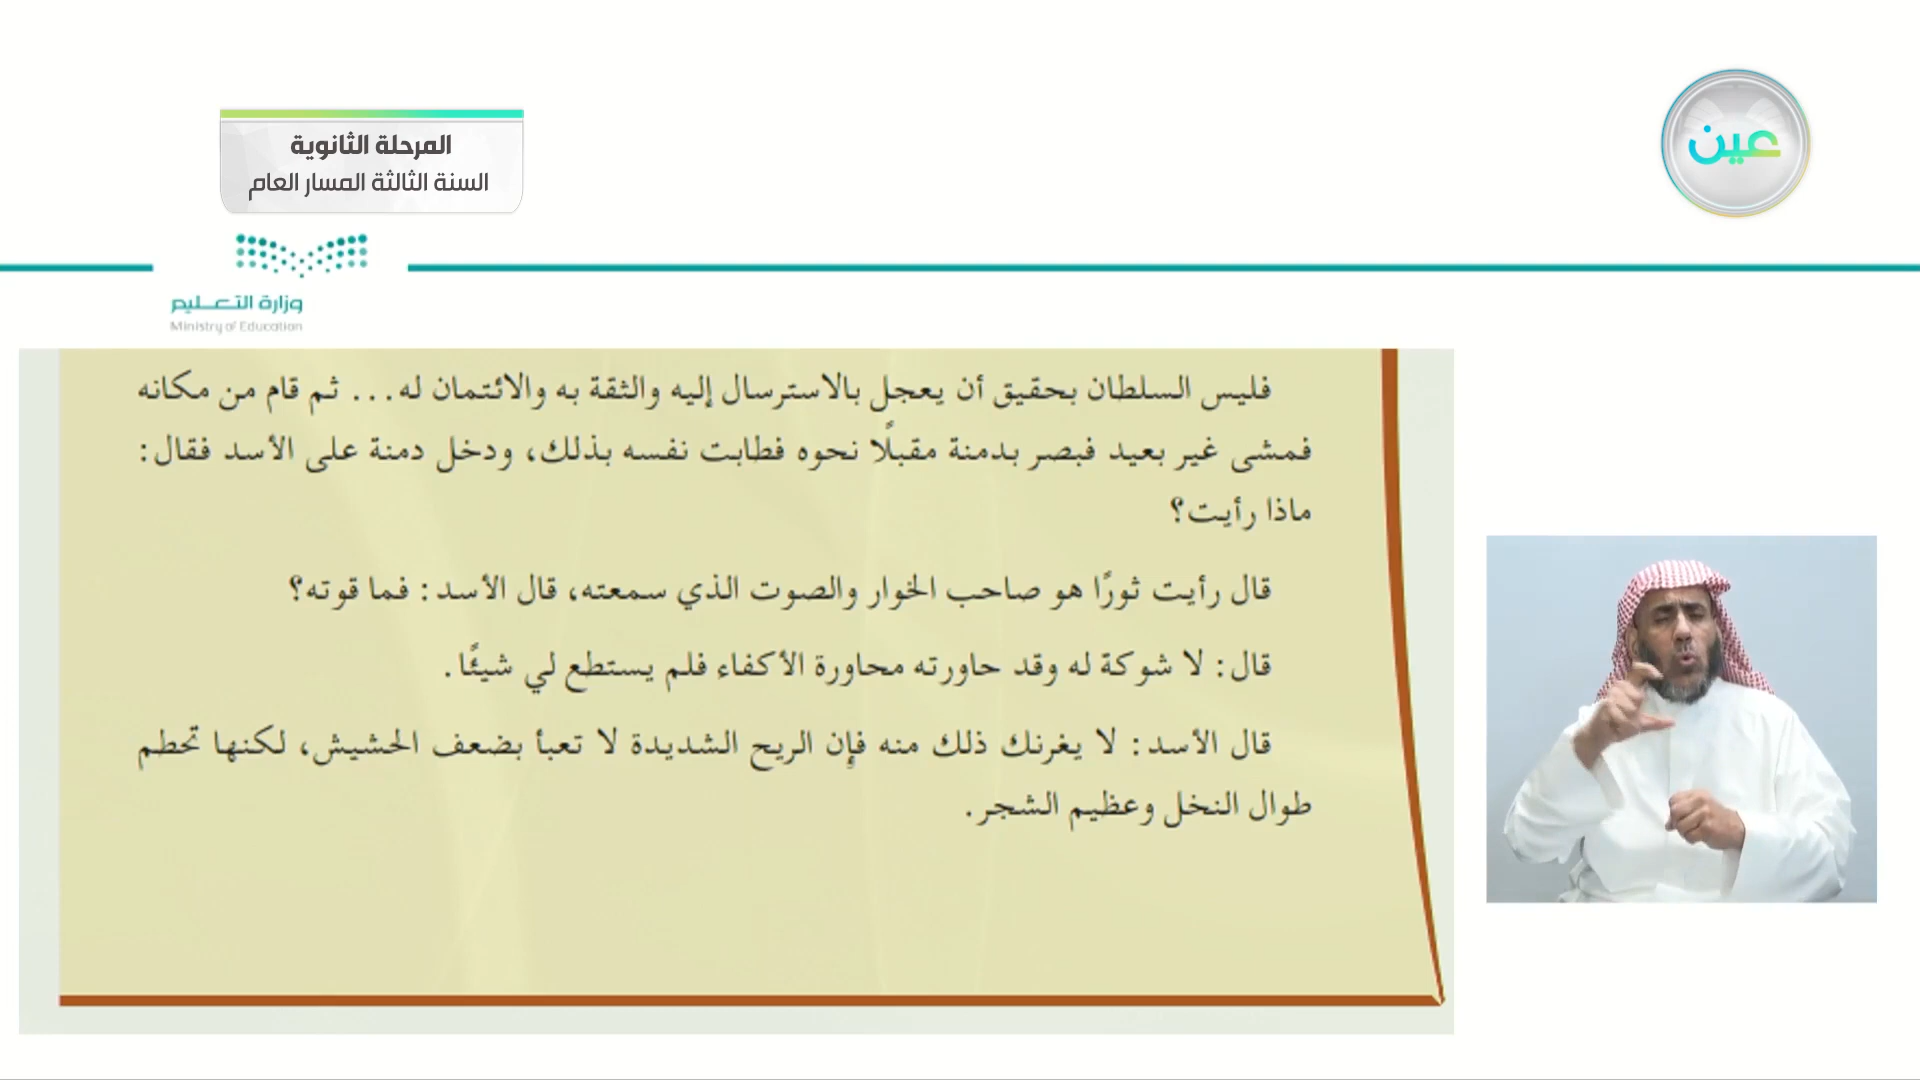 عين
المرحلة الثانوية
السنة الثالثة المسار العام
وزارة التعـــليم
Ministry of Education
فليس السلطان بحقيق أن يعجل بالاسترسال إليه والثقة به والائتمان له... ثم قام من مكانه
فمشى غير بعيد فبصر بدمنة مقبلًا نحوه فطابت نفسه بذلك، ودخل دمنة على الأسد فقال:
ماذا رأيت؟
قال رأيت ثورًا هو صاحب الخوار والصوت الذي سمعته، قال الأسد: فما قوته؟
قال: لا شوكة له وقد حاورته محاورة الأكفاء فلم يستطع لي شيئًا.
قال الأسد: لا يغرنك ذلك منه فإن الريح الشديدة لا تعبأ بضعف الحشيش، لكنها تحطم
طوال النخل وعظيم الشجر.